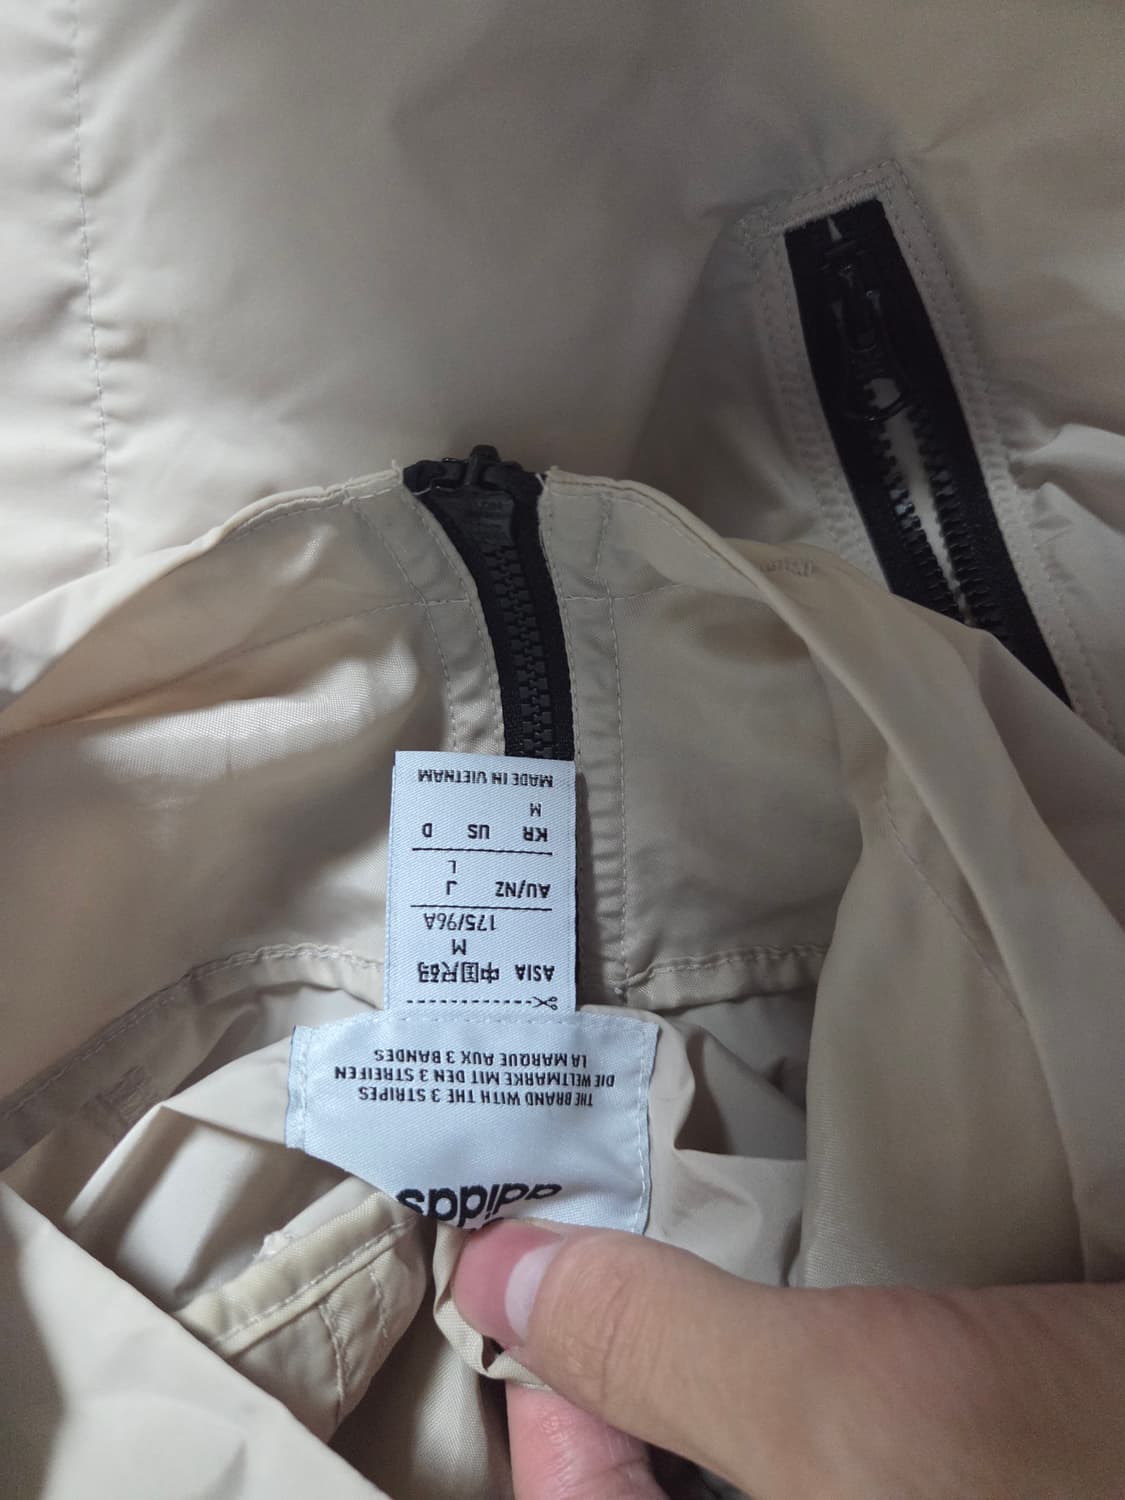 adidas
THE BRAND WITH THE 3 STRIPES
DIE WELTMARKE MIT DEN 3 STREIFEN
LA MARQUE AUX 3 BANDES
ASIA 中国尺码
M
175/96A
AU/NZ J
L
KR US D
M
MADE IN VIETNAM